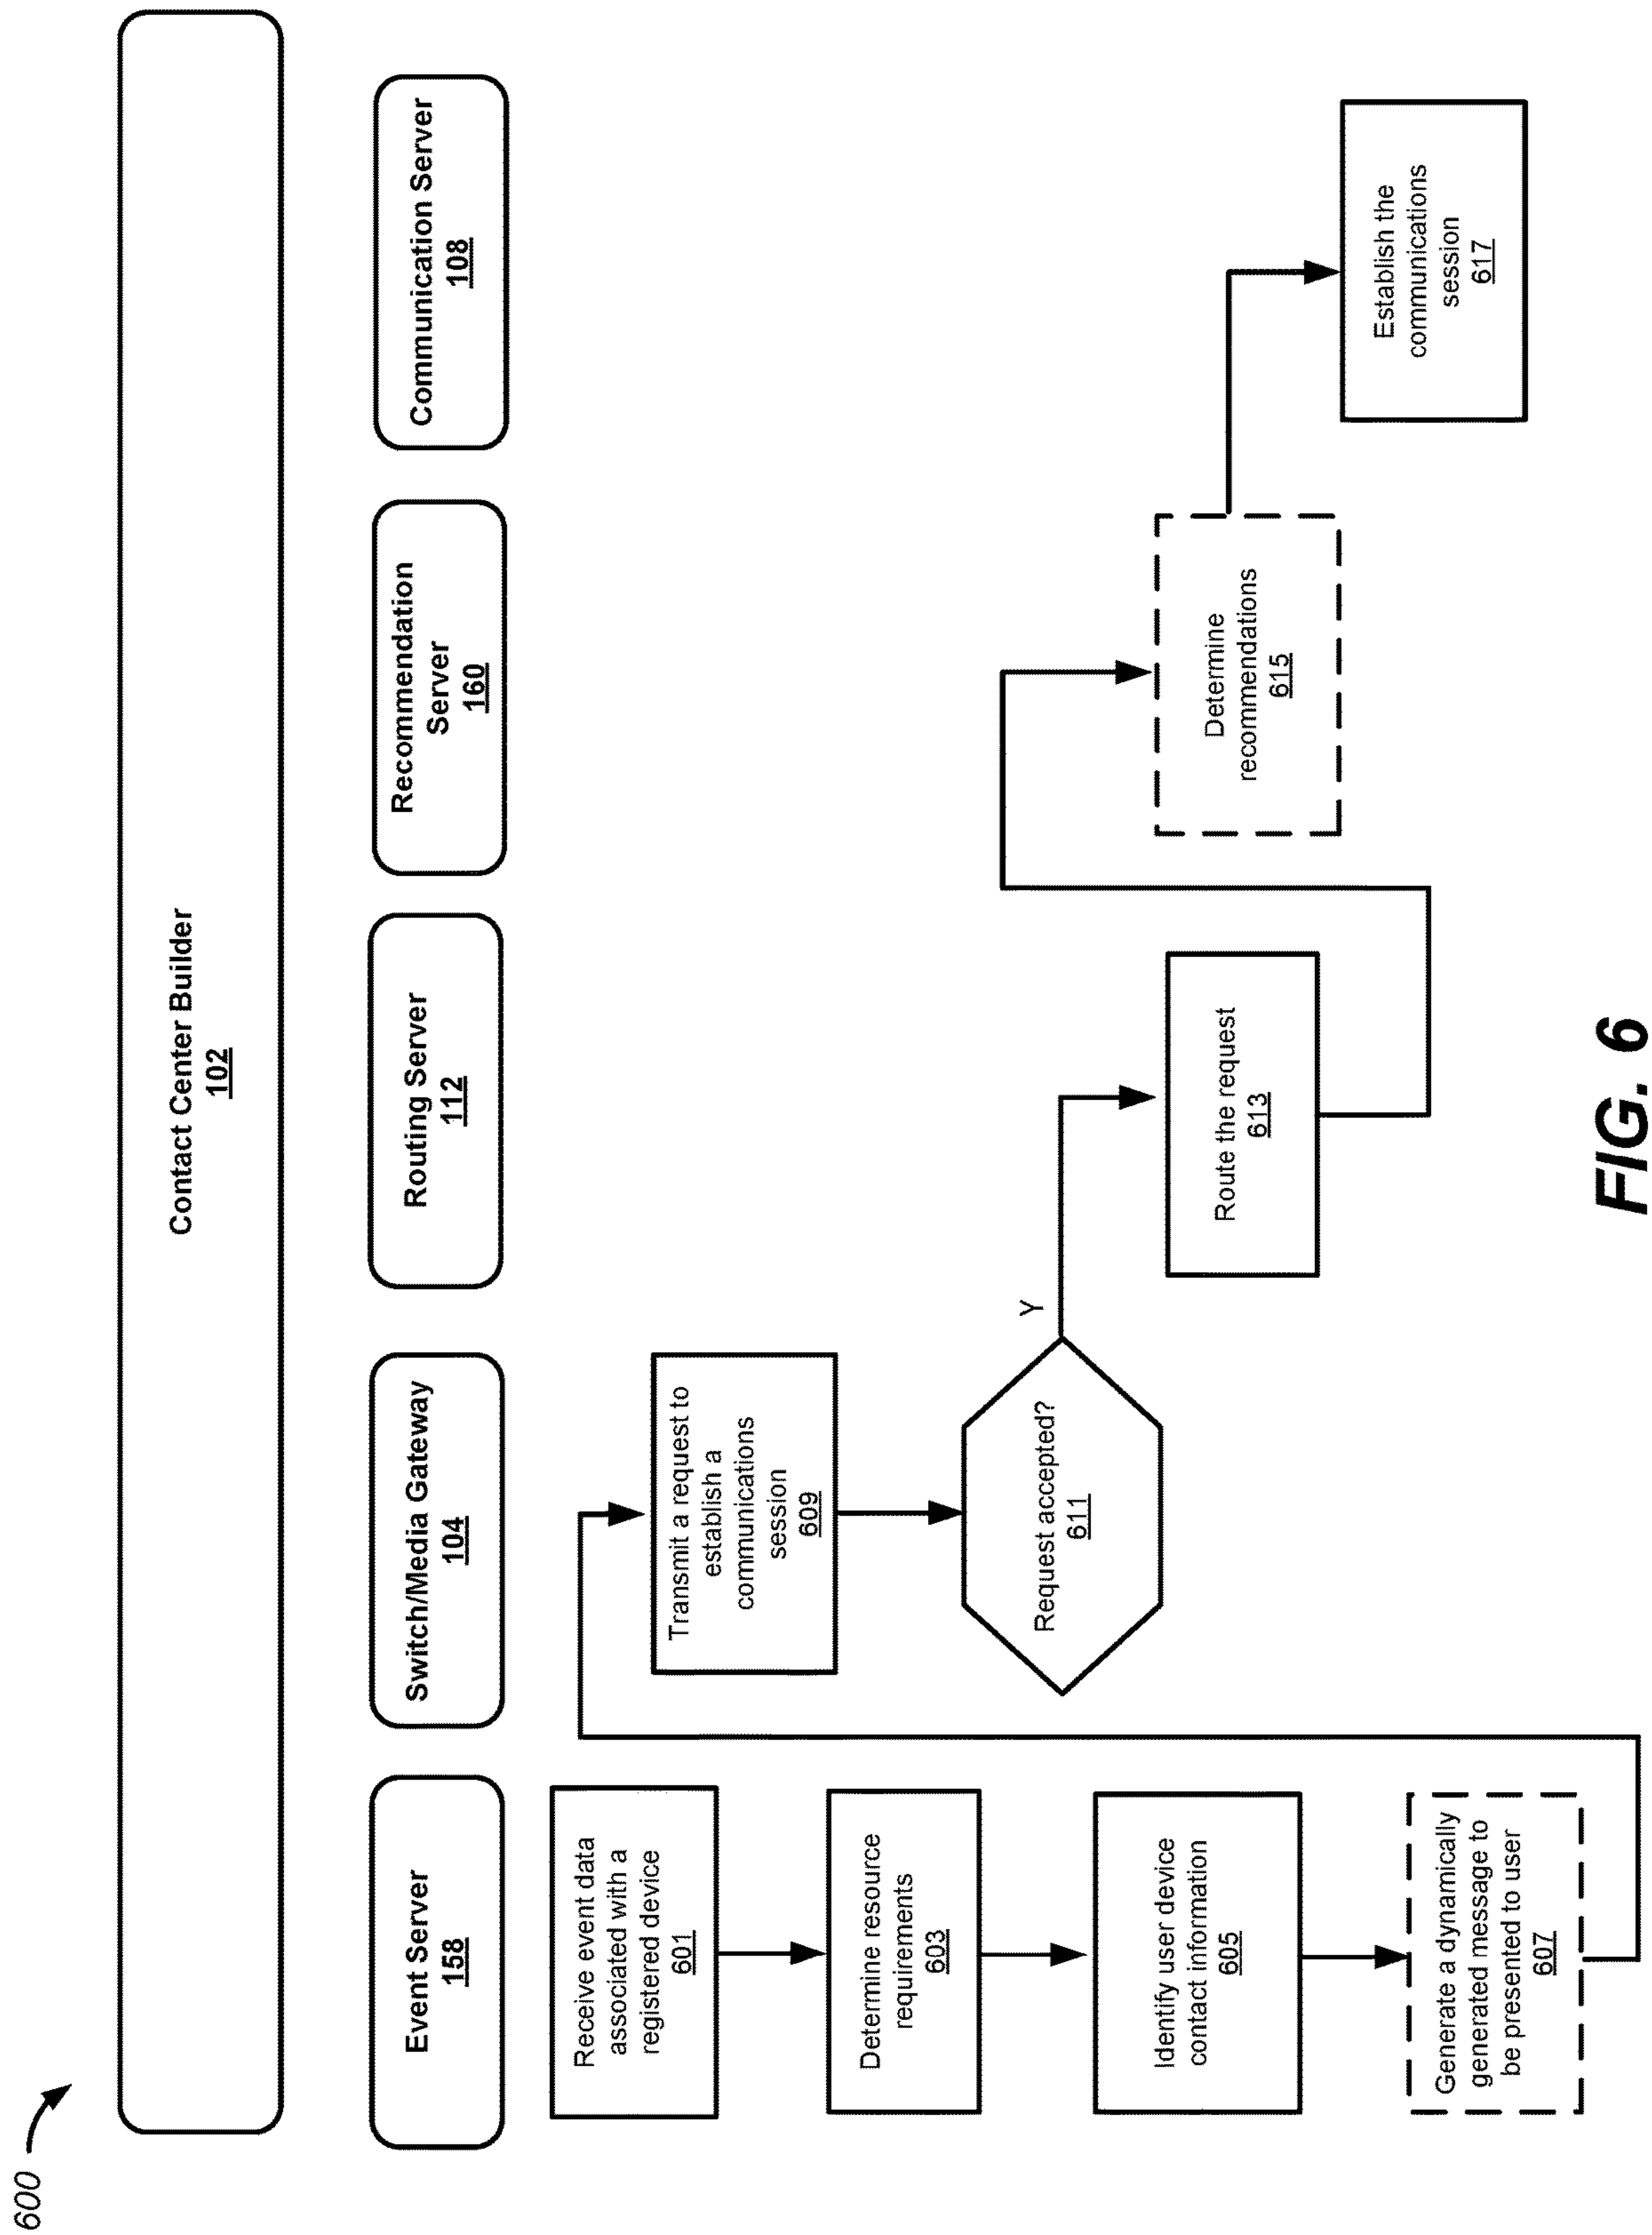 600
Contact Center Builder
102
Event Server
158
Switch/Media Gateway
104
Routing Server
112
Recommendation
Server
160
Communication Server
108
Receive event data
associated with a
registered device
601
Determine resource
requirements
603
Identify user device
contact information
605
Generate a dynamically
generated message to
be presented to user
607
Transmit a request to
establish a
communications
session
609
Request accepted?
611
Y
Route the request
613
Determine
recommendations
615
Establish the
communications
session
617
FIG. 6